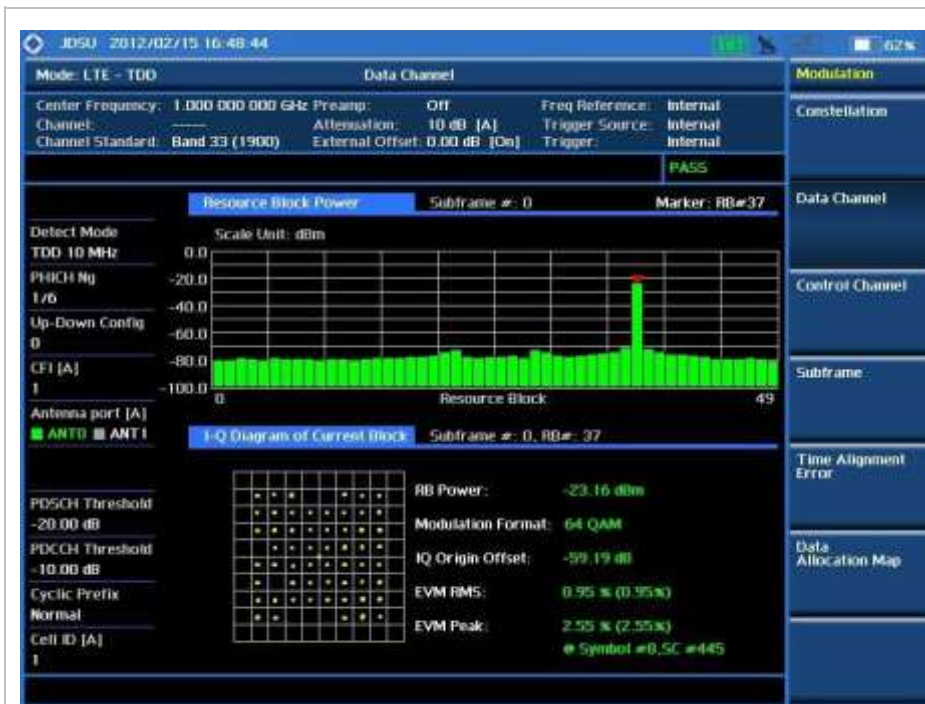 JDSU 2012/02/15 16:48:44
62%
Mode: LTE - TDD
Data Channel
Modulation
Center Frequency: 1.000 000 000 GHz Preamp: Off Freq Reference: Internal
Channel: ----- Attenuation: 10 dB [A] Trigger Source: Internal
Channel Standard: Band 33 (1900) External Offset: 0.00 dB [On] Trigger: Internal
PASS
Constellation
Data Channel
Control Channel
Subframe
Time Alignment
Error
Data
Allocation Map
Resource Block Power Subframe #: 0 Marker: RB#37
Detect Mode
TDD 10 MHz
PHICH Ng
1/6
Up-Down Config
0
CFI [A]
1
Antenna port [A]
ANT0 ANT1
PDSCH Threshold
-20.00 dB
PDCCH Threshold
-10.00 dB
Cyclic Prefix
Normal
Cell ID [A]
1
Scale Unit: dBm
0.0
-20.0
-40.0
-60.0
-80.0
-100.0
0 Resource Block 49
I-Q Diagram of Current Block Subframe #: 0, RB#: 37
RB Power: -23.16 dBm
Modulation Format: 64 QAM
IQ Origin Offset: -59.19 dB
EVM RMS: 0.95 % (0.95%)
EVM Peak: 2.55 % (2.55%)
@ Symbol #8,SC #445